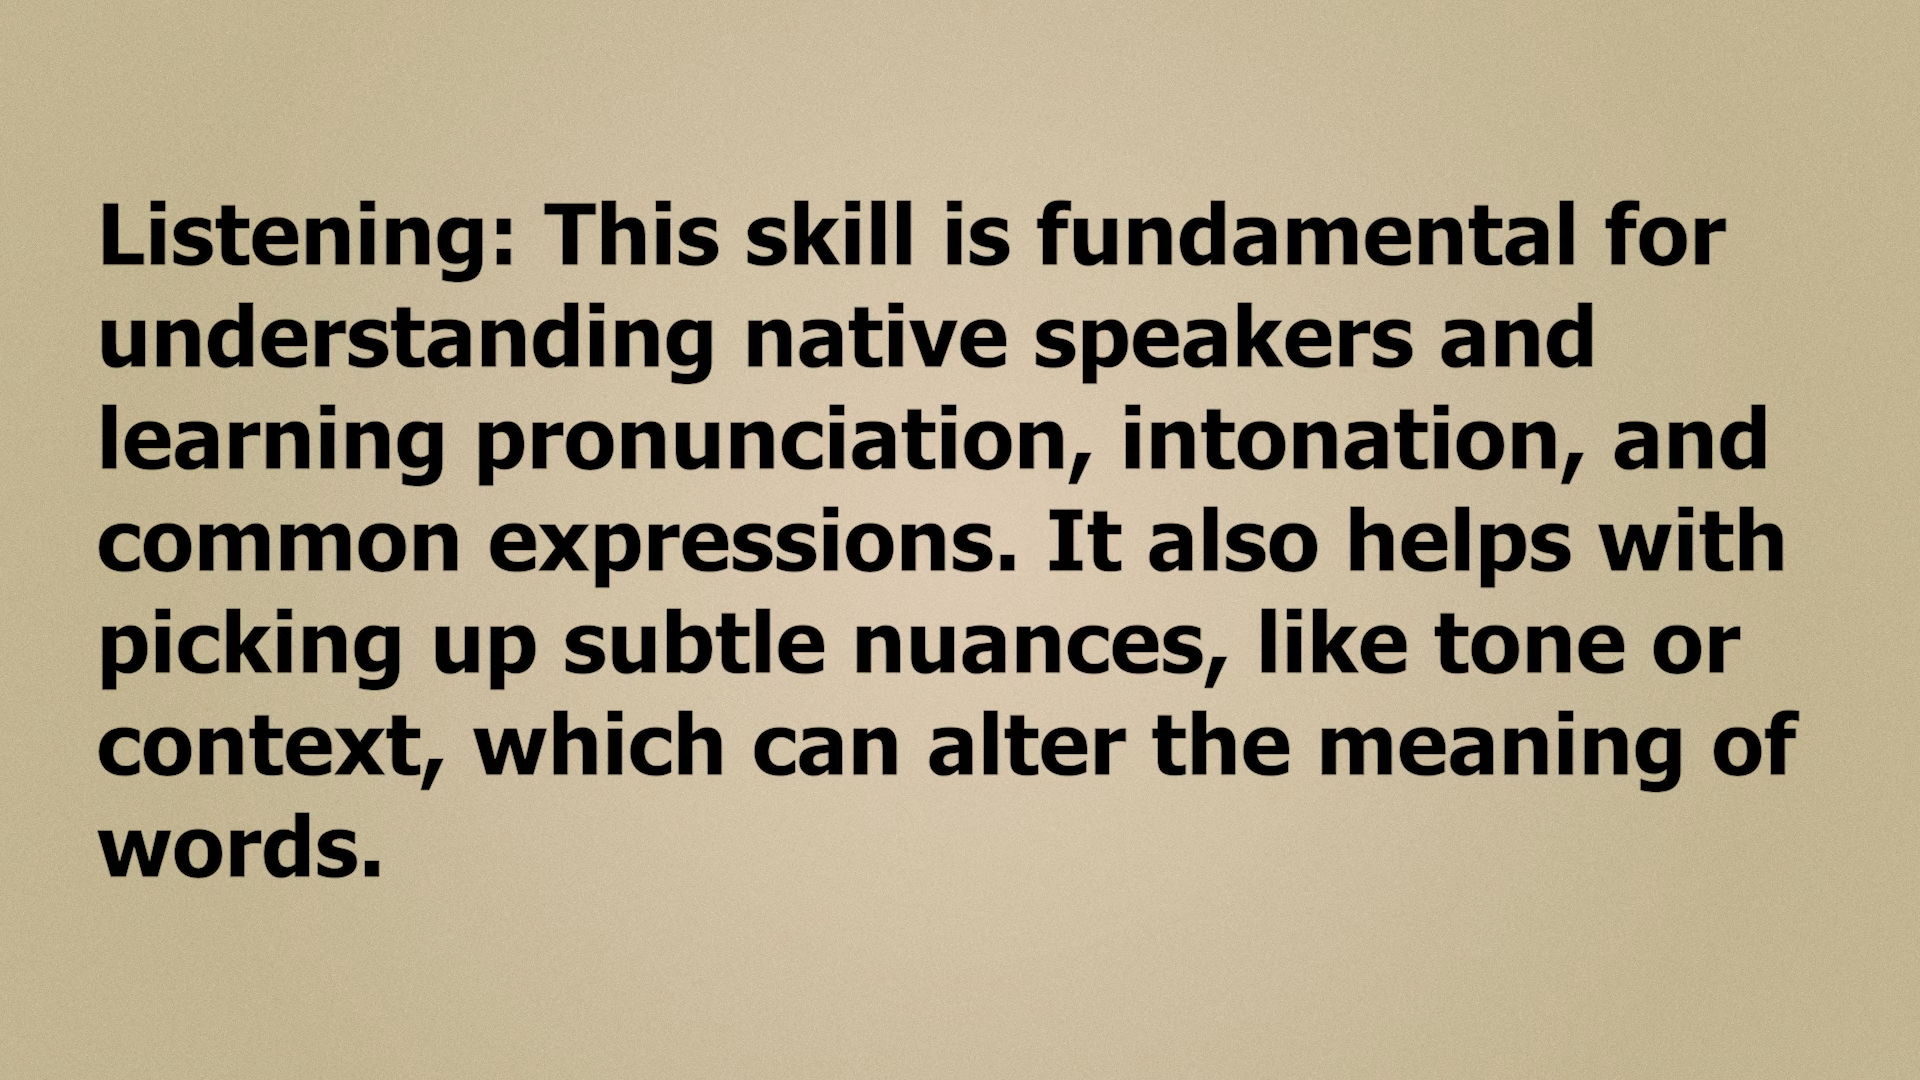 Listening: This skill is fundamental for
understanding native speakers and
learning pronunciation, intonation, and
common expressions. It also helps with
picking up subtle nuances, like tone or
context, which can alter the meaning of
words.